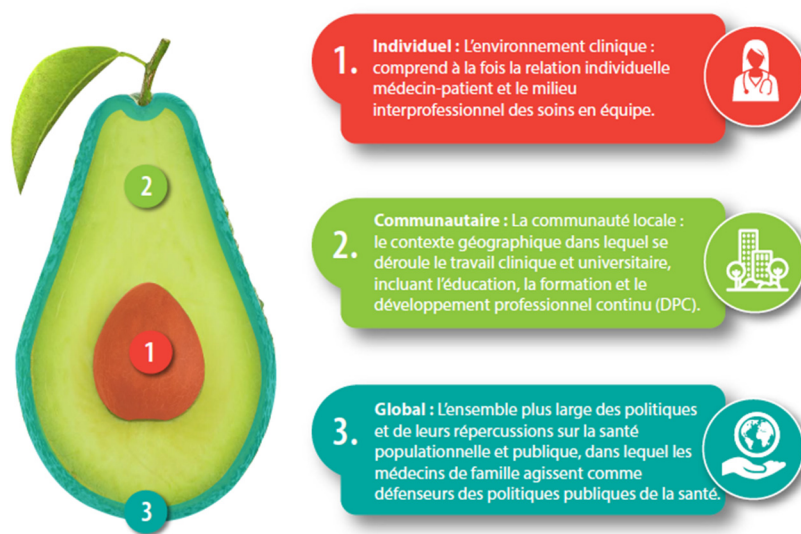 1. Individuel : L'environnement clinique :
comprend à la fois la relation individuelle
médecin-patient et le milieu
interprofessionnel des soins en équipe.
2
2. Communautaire : La communauté locale :
le contexte géographique dans lequel se
déroule le travail clinique et universitaire,
incluant l'éducation, la formation et le
développement professionnel continu (DPC).
1
3. Global : L'ensemble plus large des politiques
et de leurs répercussions sur la santé
populationnelle et publique, dans lequel les
médecins de famille agissent comme
défenseurs des politiques publiques de la santé.
3